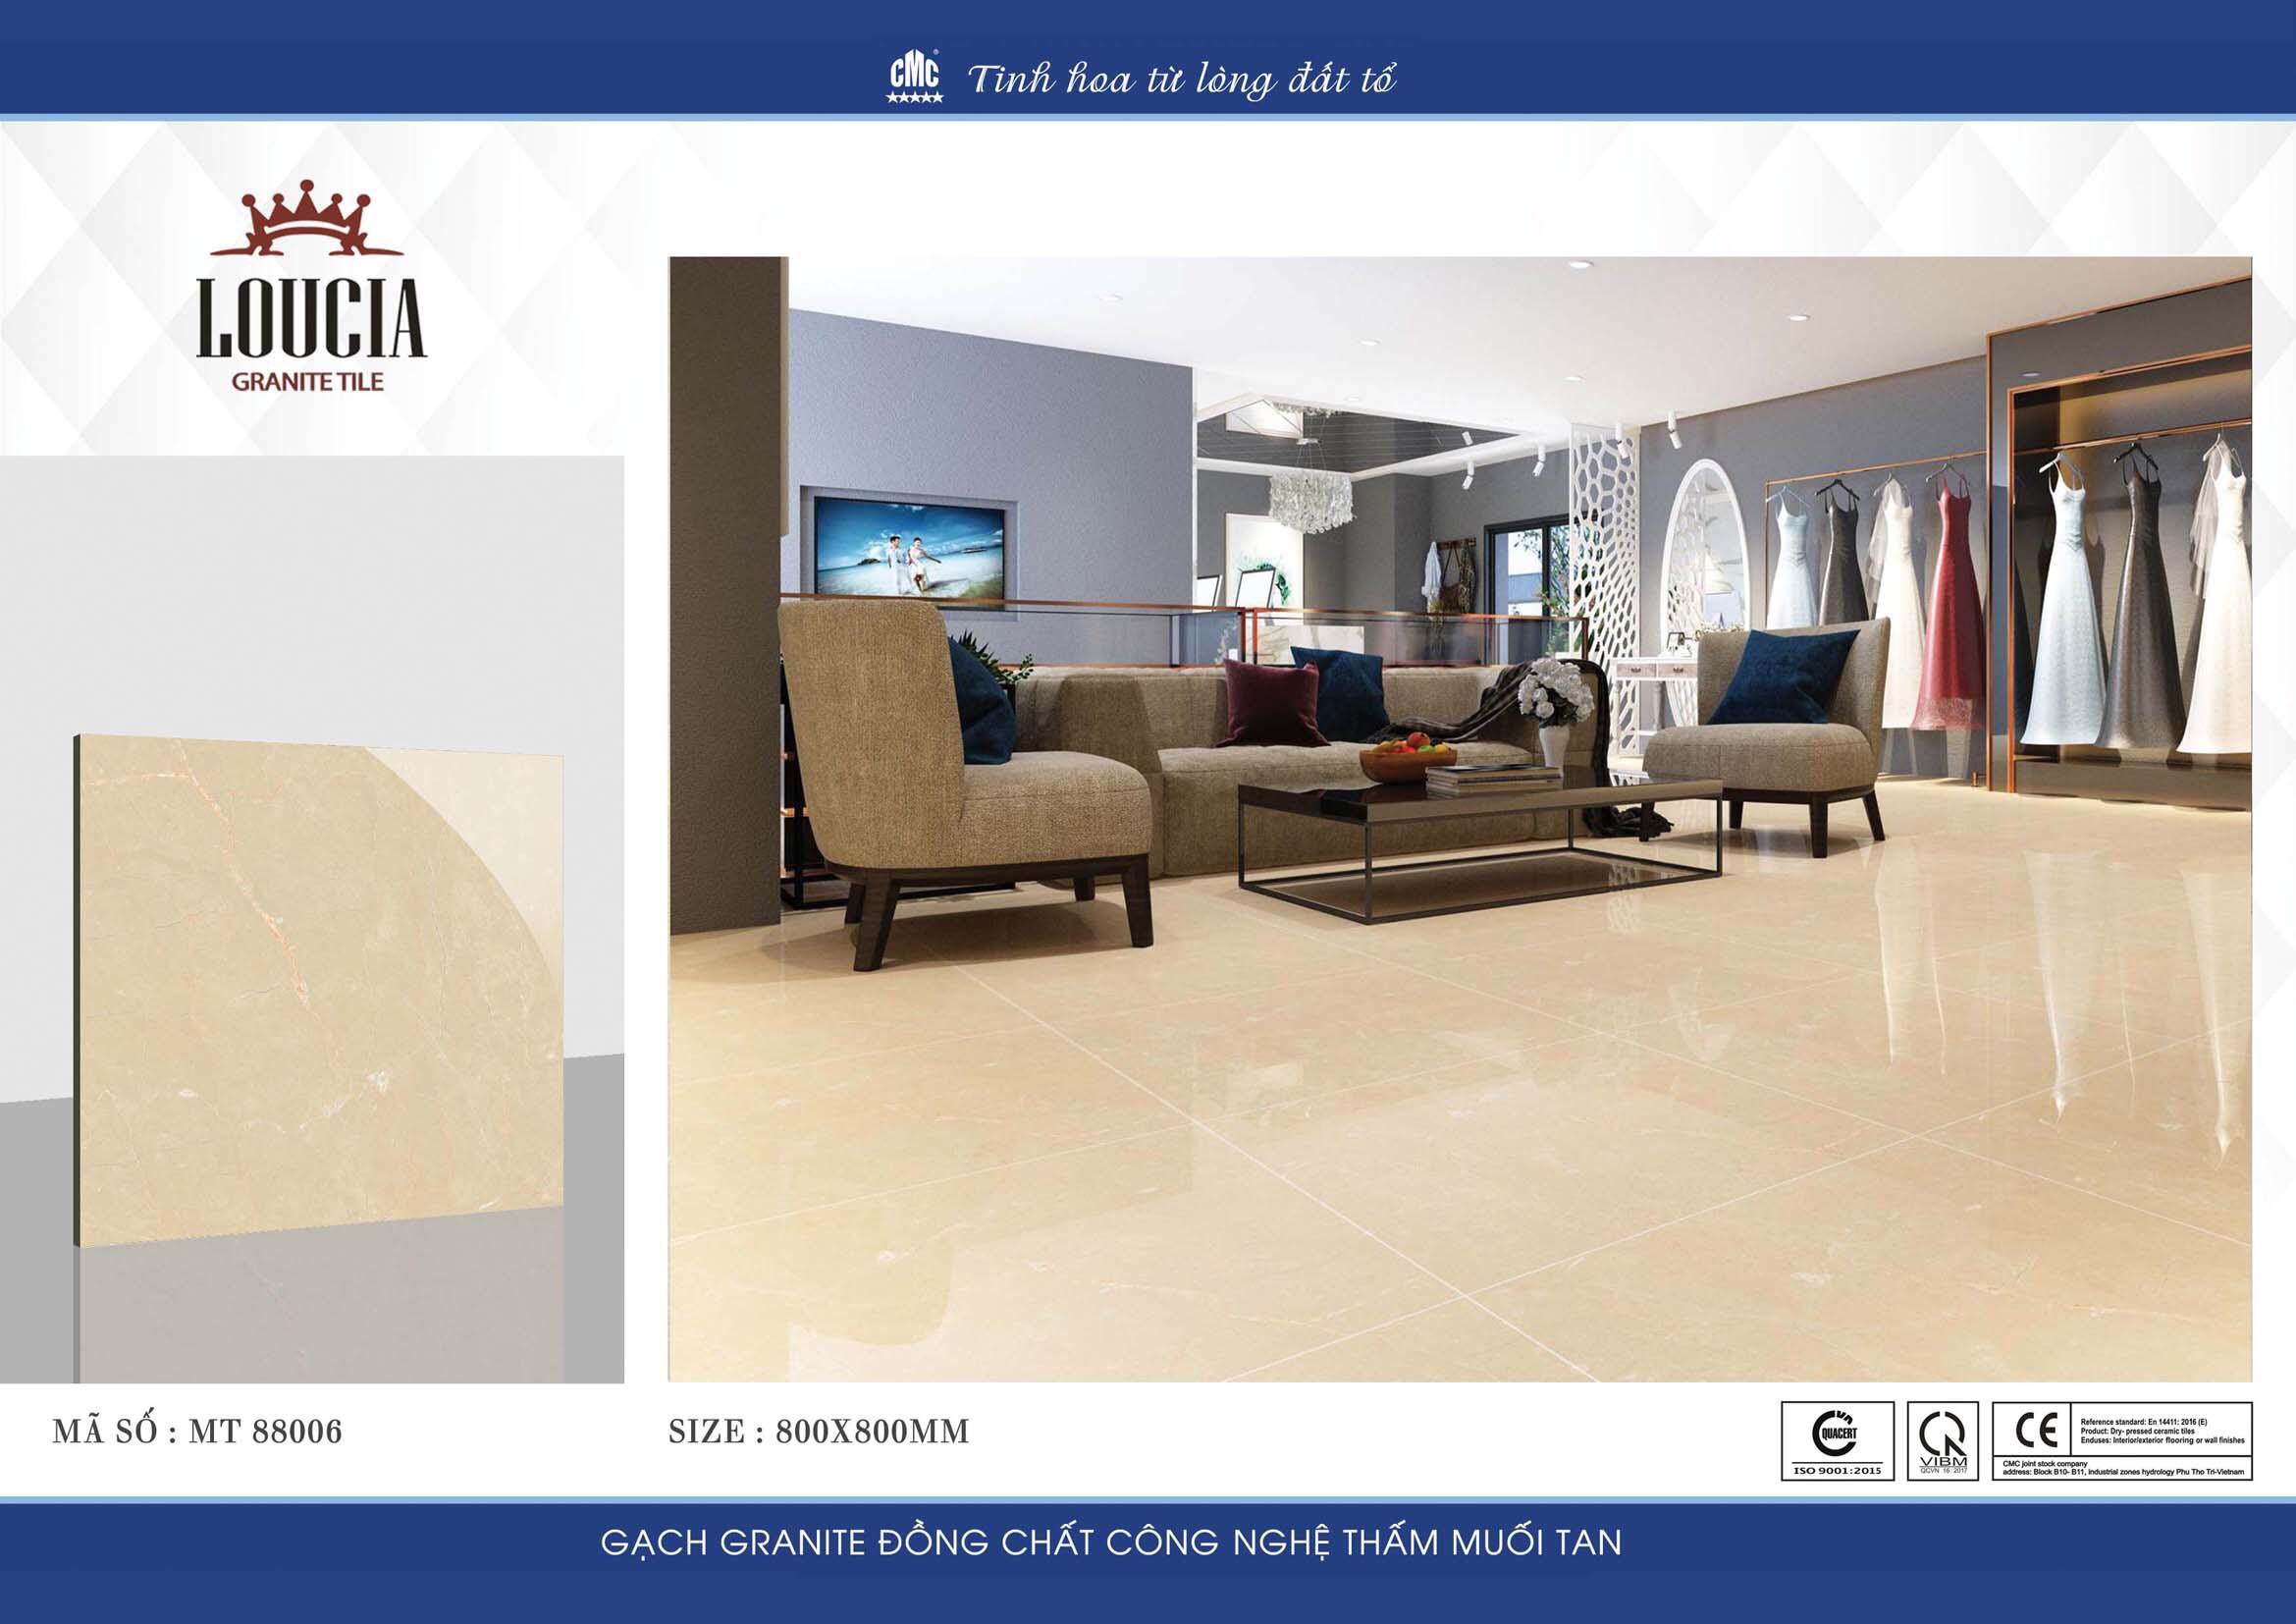 CMC ®
Tinh hoa từ lòng đất tổ
LOUCIA
GRANITE TILE
MÃ SỐ : MT 88006
SIZE : 800X800MM
QUACERT
ISO 9001:2015
VIBM
QCVN 16:2017
CE
Reference standard: En 14411: 2016 (E)
Product: Dry- pressed ceramic tiles
Enduses: Interior/exterior flooring or wall finishes
CMC joint stock company
address: Block B10- B11, industrial zones hydrology Phu Tho Tri-Vietnam
GẠCH GRANITE ĐỒNG CHẤT CÔNG NGHỆ THẤM MUỐI TAN